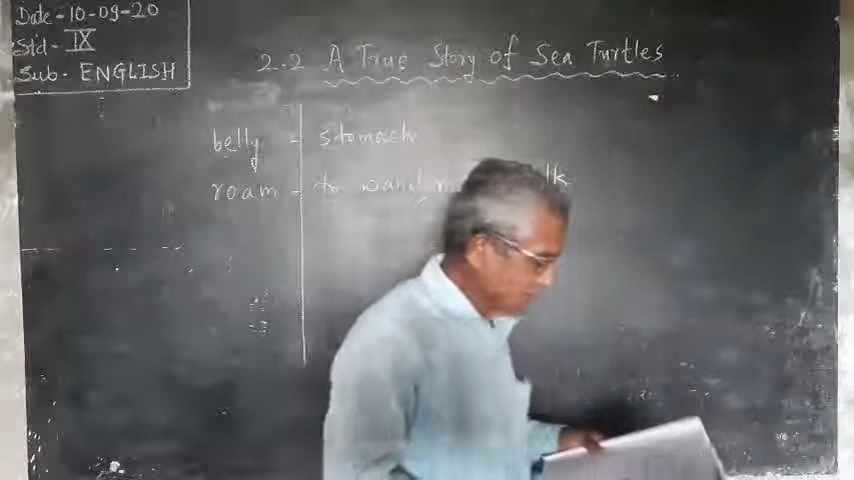 Date - 10-09-20
Std - IX
Sub - ENGLISH
2.2 A True Story of Sea Turtles
belly - stomach
roam - to